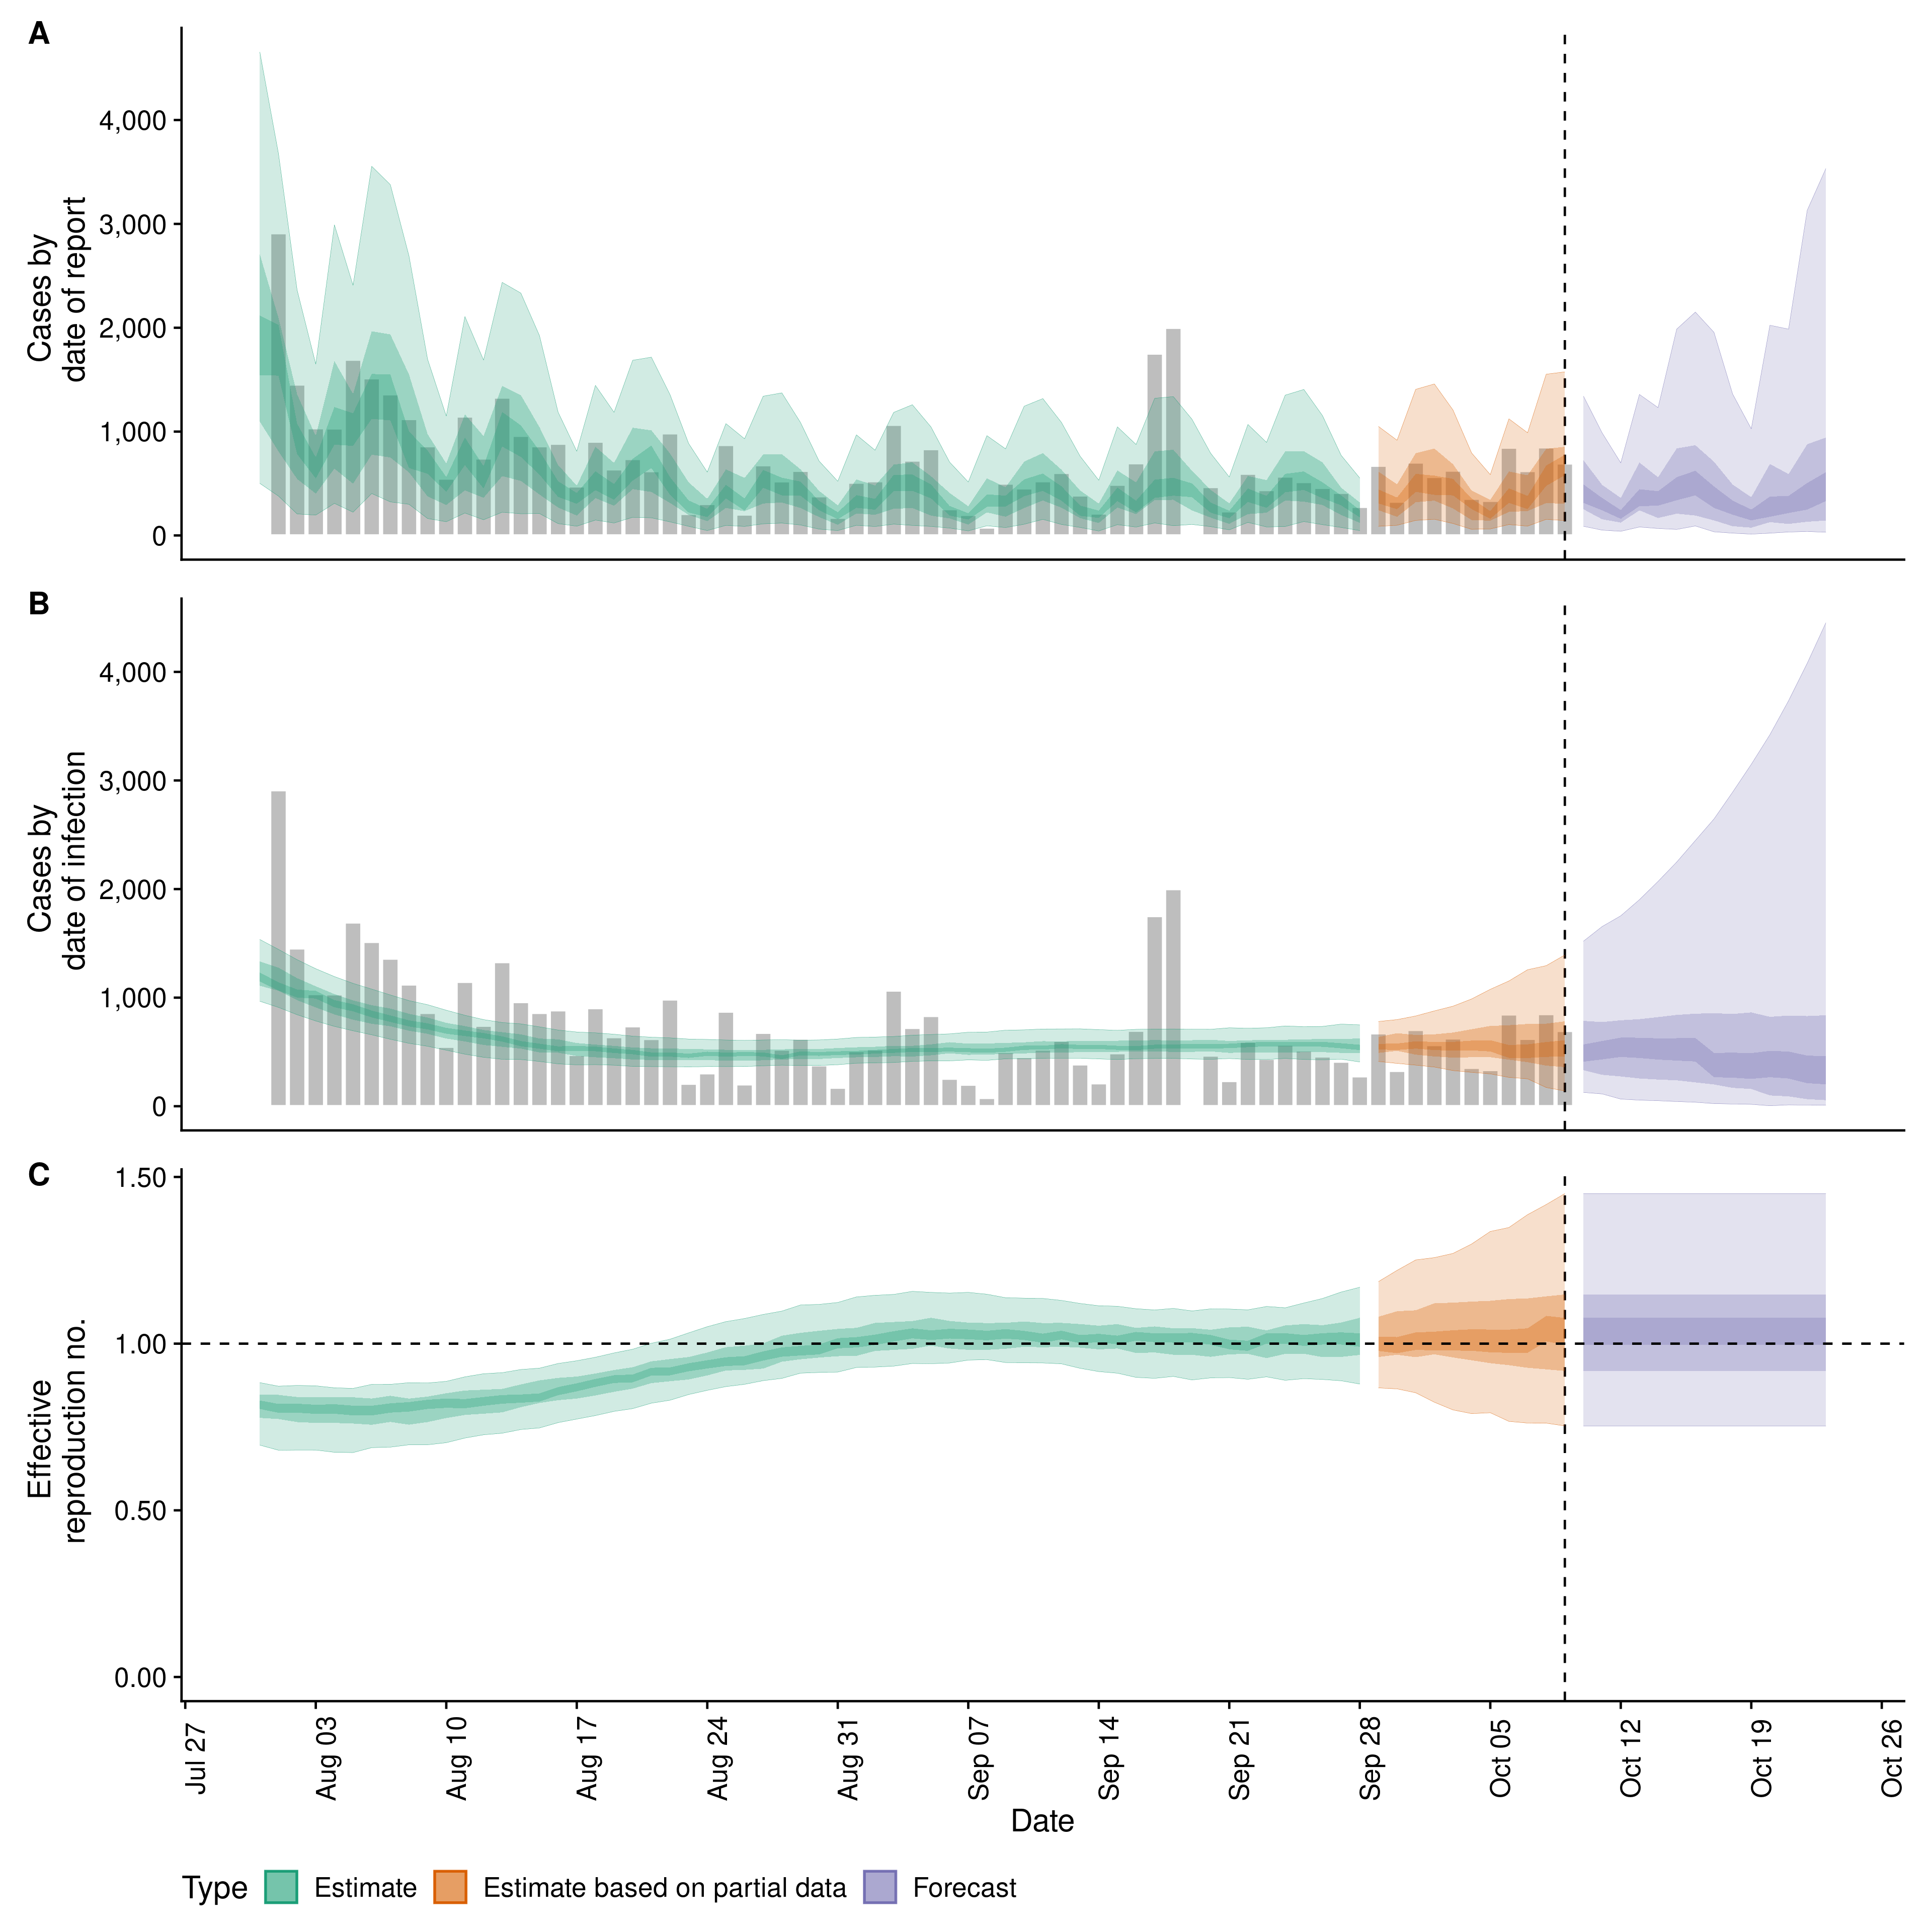 A
Cases by
date of report
4,000
3,000
2,000
1,000
0
B
Cases by
date of infection
4,000
3,000
2,000
1,000
0
C
Effective
reproduction no.
1.50
1.00
0.50
0.00
Jul 27
Aug 03
Aug 10
Aug 17
Aug 24
Aug 31
Sep 07
Sep 14
Sep 21
Sep 28
Oct 05
Oct 12
Oct 19
Oct 26
Date
Type Estimate Estimate based on partial data Forecast